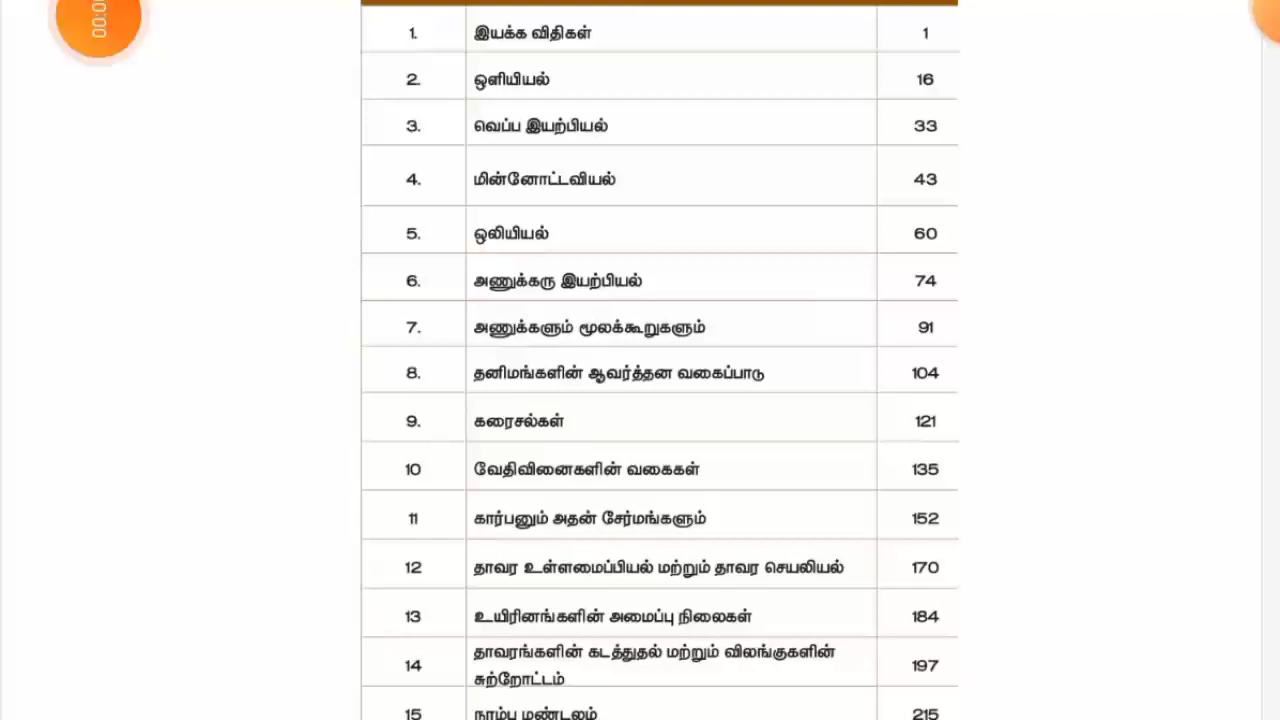 00:0
1. இயக்க விதிகள் 1
2. ஒளியியல் 16
3. வெப்ப இயற்பியல் 33
4. மின்னோட்டவியல் 43
5. ஒலியியல் 60
6. அணுக்கரு இயற்பியல் 74
7. அணுக்களும் மூலக்கூறுகளும் 91
8. தனிமங்களின் ஆவர்த்தன வகைப்பாடு 104
9. கரைசல்கள் 121
10 வேதிவினைகளின் வகைகள் 135
11 கார்பனும் அதன் சேர்மங்களும் 152
12 தாவர உள்ளமைப்பியல் மற்றும் தாவர செயலியல் 170
13 உயிரினங்களின் அமைப்பு நிலைகள் 184
14 தாவரங்களின் கடத்துதல் மற்றும் விலங்குகளின் 197
சுற்றோட்டம்
15 நரம்பு மண்டலம் 215